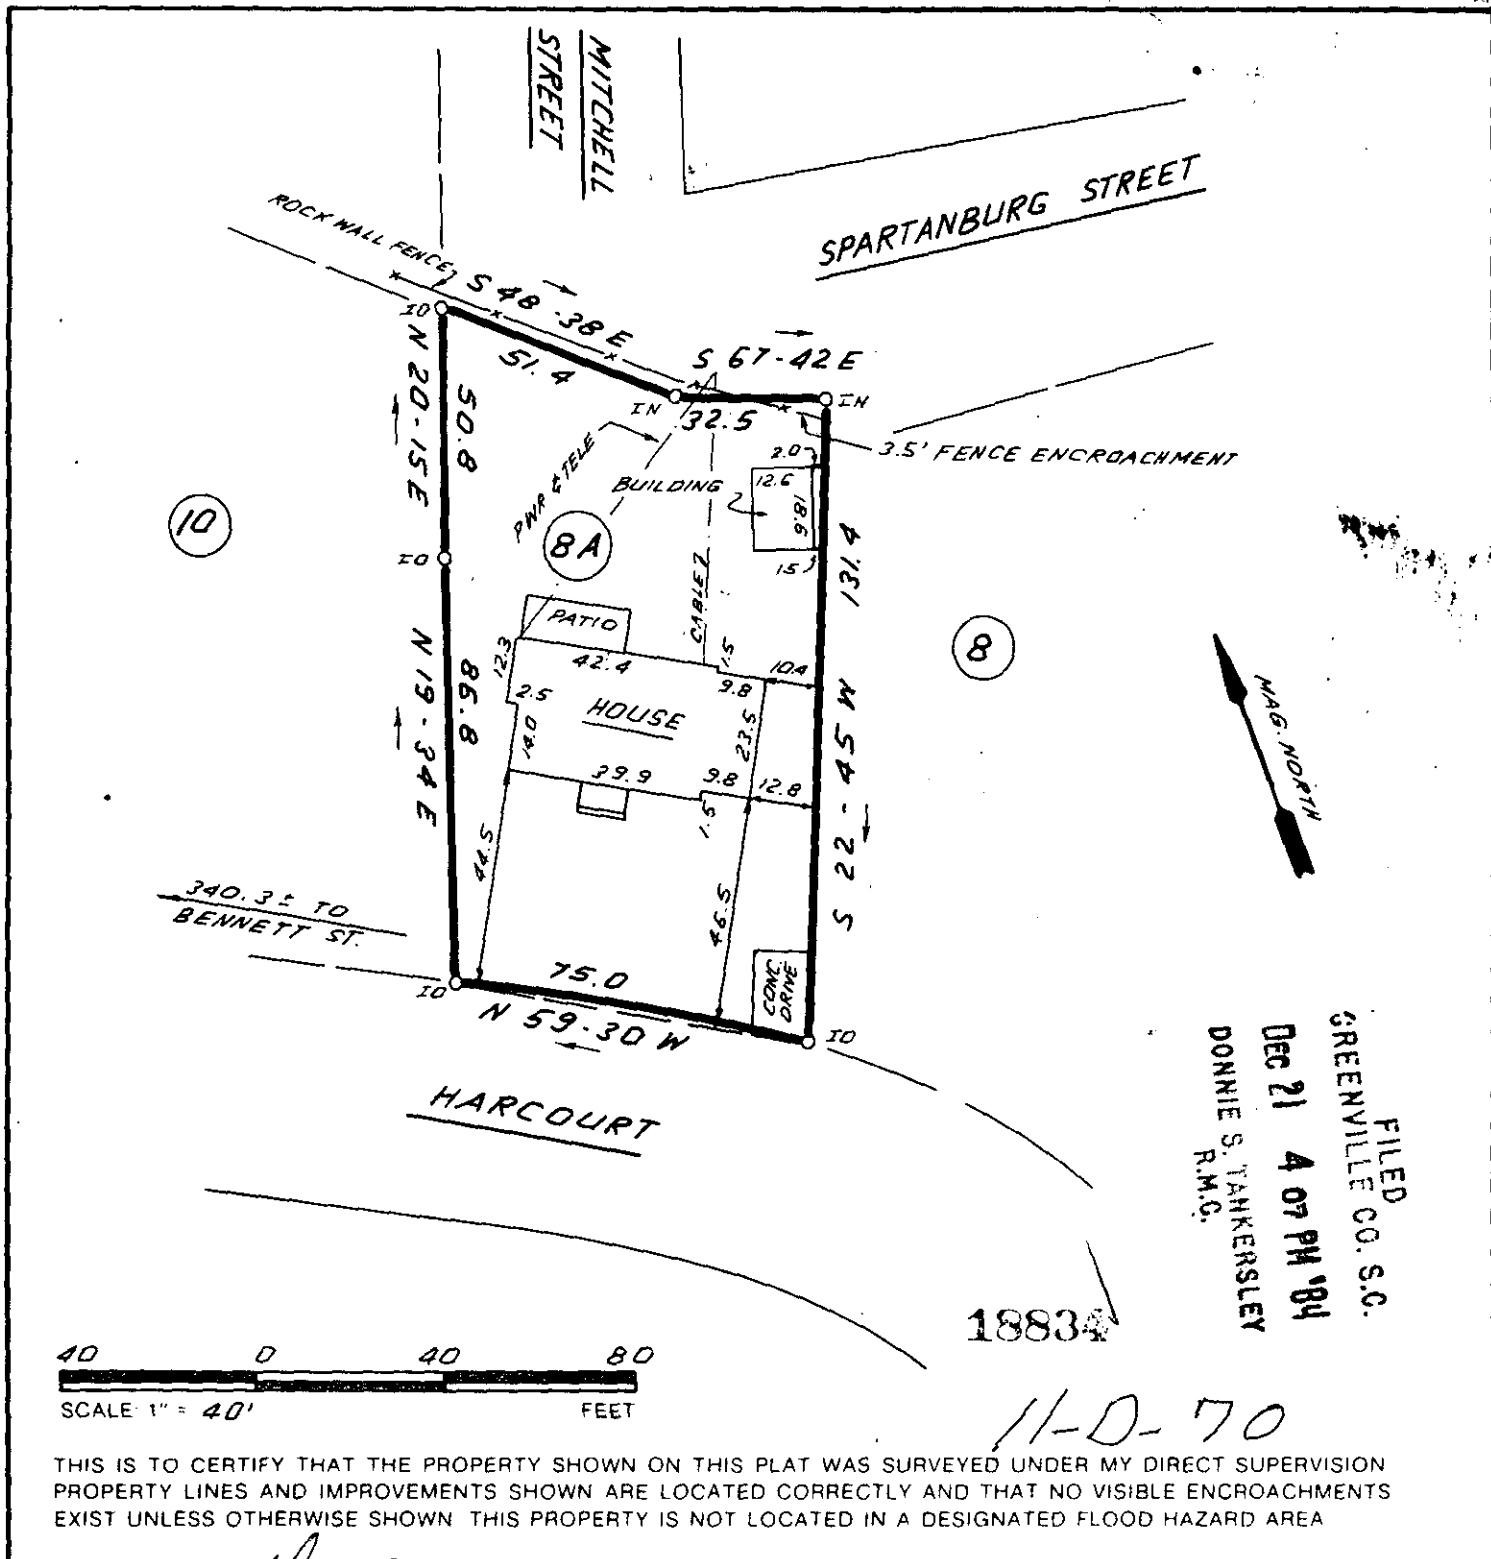 MITCHELL
STREET
SPARTANBURG STREET
ROCK WALL FENCE
S 48-38 E
51.4
IO
S 67-42 E
32.5
IN
IN
3.5' FENCE ENCROACHMENT
N 20-15 E
50.8
PWR & TELE
BUILDING
2.0
12.6
18.6
1.5
131.4
10
8A
IO
CABLE
8
PATIO
12.3
42.4
1.5
9.8
10.4
2.5
HOUSE
14.0
23.5
39.9
9.8
12.8
1.5
N 19-34 E
86.8
S 22-45 W
MAG. NORTH
44.5
46.5
340.3± TO
BENNETT ST.
CONC.
DRIVE
75.0
IO
N 59-30 W
IO
HARCOURT
FILED
GREENVILLE CO. S.C.
DEC 21 4 07 PM '84
DONNIE S. TANKERSLEY
R.M.C.
18834
40 0 40 80
SCALE 1" = 40' FEET
11-D-70
THIS IS TO CERTIFY THAT THE PROPERTY SHOWN ON THIS PLAT WAS SURVEYED UNDER MY DIRECT SUPERVISION
PROPERTY LINES AND IMPROVEMENTS SHOWN ARE LOCATED CORRECTLY AND THAT NO VISIBLE ENCROACHMENTS
EXIST UNLESS OTHERWISE SHOWN THIS PROPERTY IS NOT LOCATED IN A DESIGNATED FLOOD HAZARD AREA